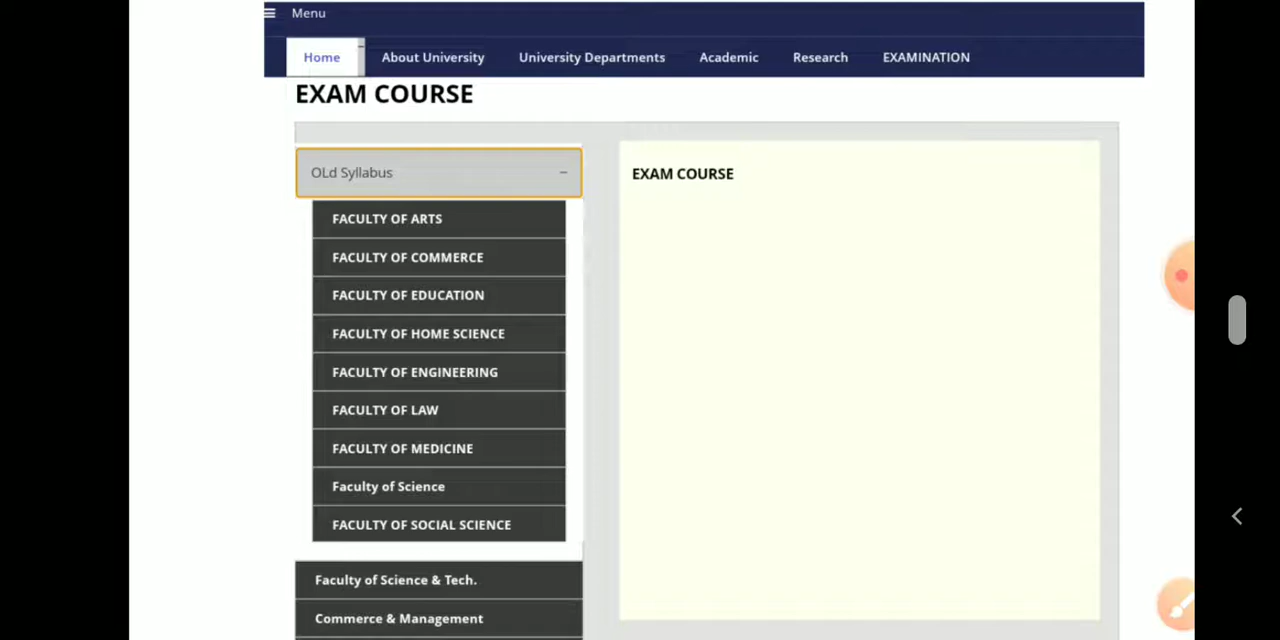 Menu
Home About University University Departments Academic Research EXAMINATION
EXAM COURSE
OLd Syllabus
FACULTY OF ARTS
FACULTY OF COMMERCE
FACULTY OF EDUCATION
FACULTY OF HOME SCIENCE
FACULTY OF ENGINEERING
FACULTY OF LAW
FACULTY OF MEDICINE
Faculty of Science
FACULTY OF SOCIAL SCIENCE
Faculty of Science & Tech.
Commerce & Management
EXAM COURSE